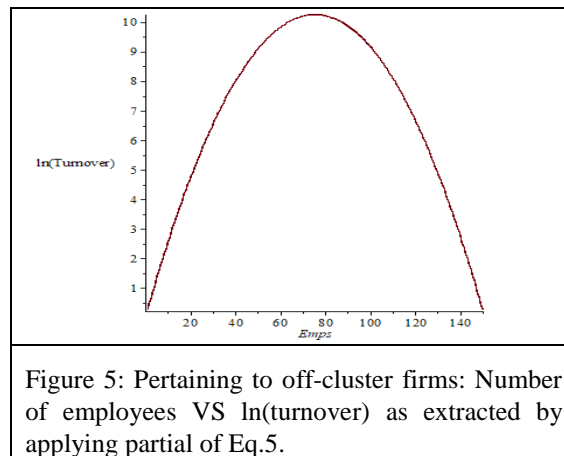 10
9
8
7
6
ln(Turnover)
5
4
3
2
1
20 40 60 80 100 120 140
Emps
Figure 5: Pertaining to off-cluster firms: Number
of employees VS ln(turnover) as extracted by
applying partial of Eq.5.